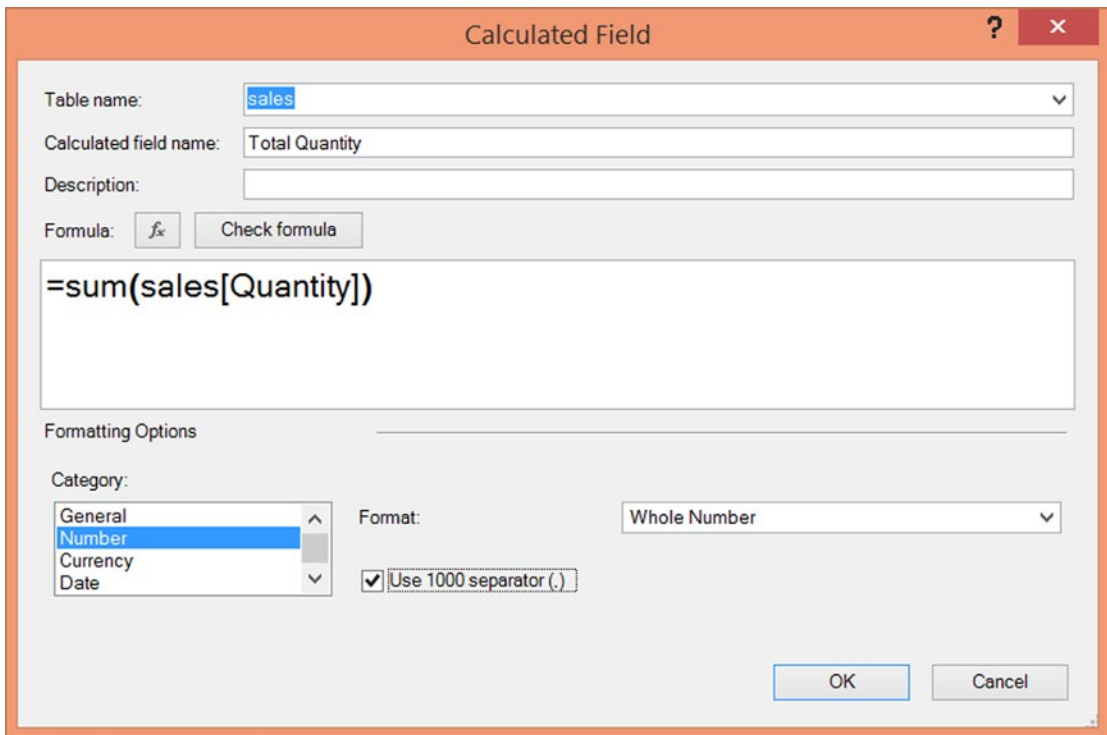 Calculated Field
?
Table name: sales
Calculated field name: Total Quantity
Description:
Formula: fx Check formula
=sum(sales[Quantity])
Formatting Options
Category:
General
Number
Currency
Date
Format: Whole Number
Use 1000 separator (.)
OK Cancel